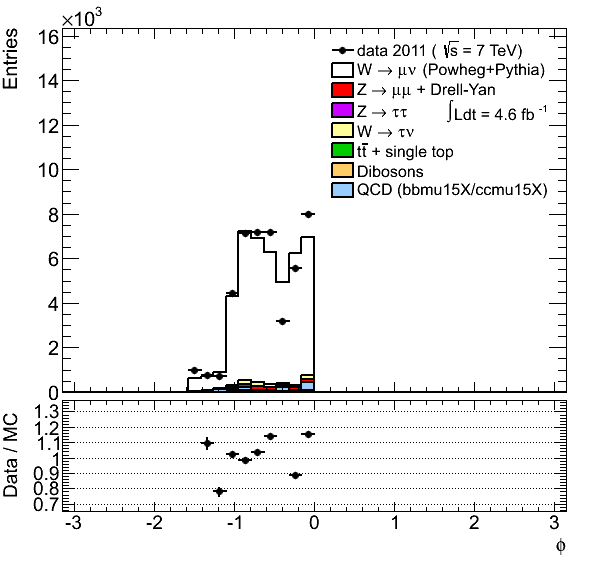 ×10³
Entries
16
14
12
10
8
6
4
2
0
data 2011 ( √s = 7 TeV)
W → μν (Powheg+Pythia)
Z → μμ + Drell-Yan
Z → ττ ∫Ldt = 4.6 fb⁻¹
W → τν
tt̄ + single top
Dibosons
QCD (bbmu15X/ccmu15X)
Data / MC
1.3
1.2
1.1
1
0.9
0.8
0.7
-3 -2 -1 0 1 2 3
ϕ